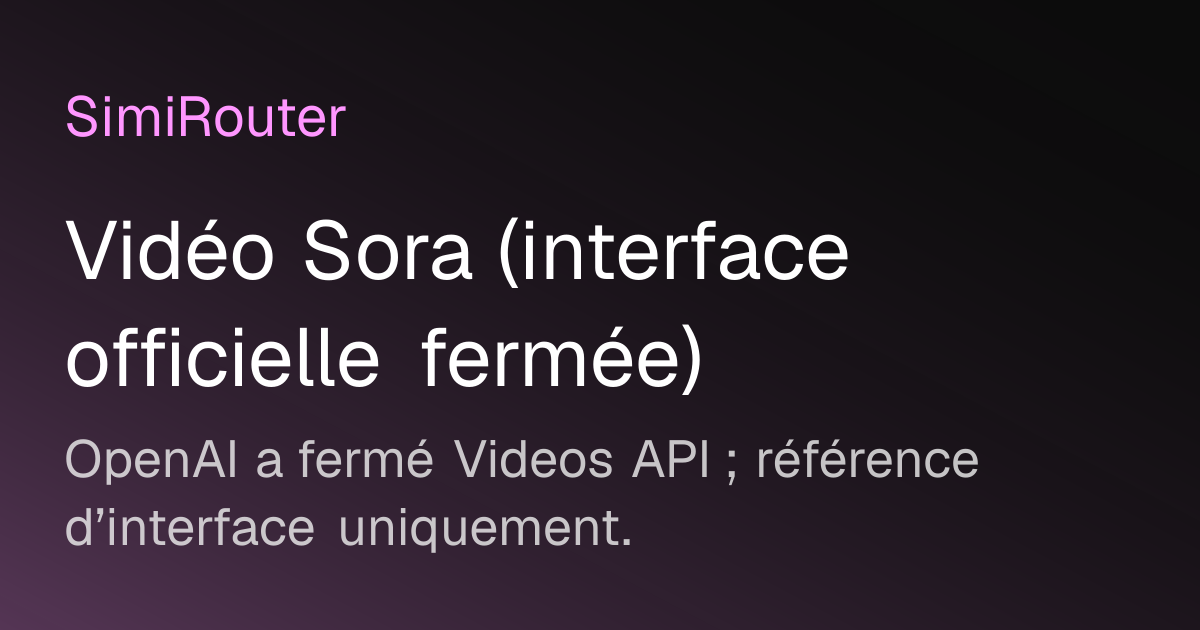 SimiRouter
Vidéo Sora (interface
officielle fermée)
OpenAI a fermé Videos API ; référence
d’interface uniquement.